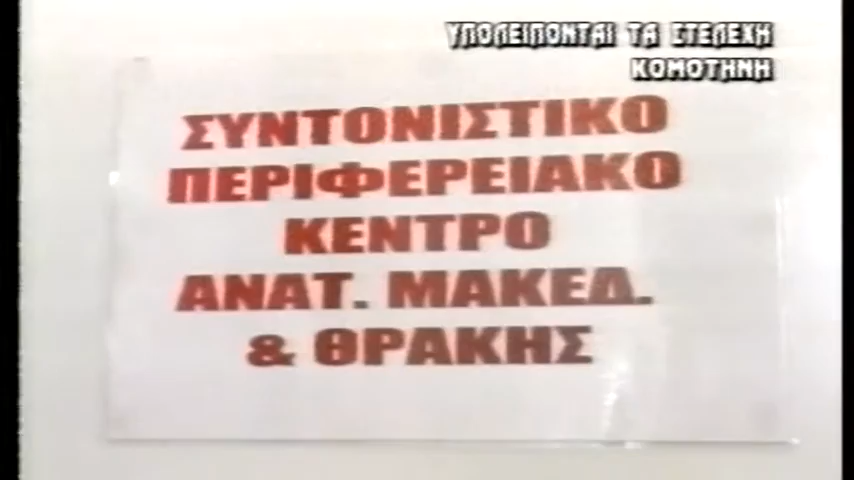 ΥΠΟΛΕΙΠΟΝΤΑΙ ΤΑ ΣΤΕΛΕΧΗ
ΚΟΜΟΤΗΝΗ
ΣΥΝΤΟΝΙΣΤΙΚΟ
ΠΕΡΙΦΕΡΕΙΑΚΟ
ΚΕΝΤΡΟ
ΑΝΑΤ. ΜΑΚΕΔ.
& ΘΡΑΚΗΣ